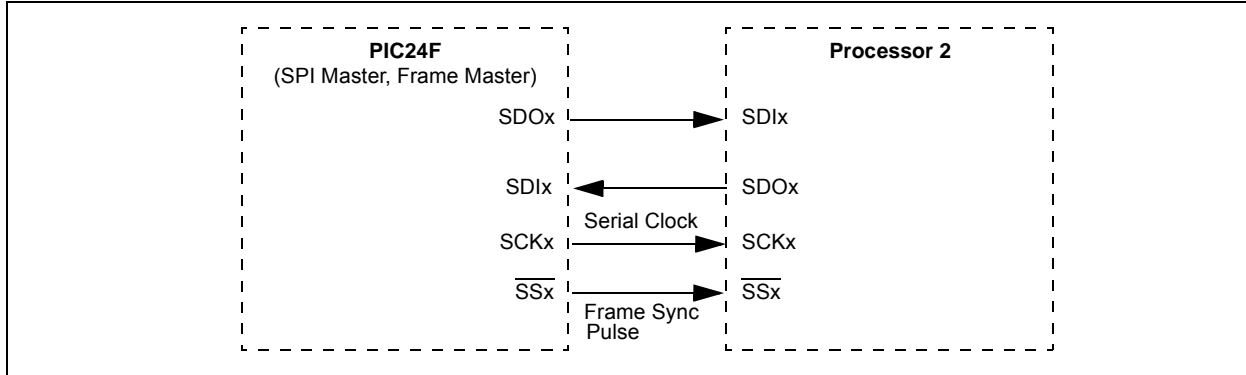 PIC24F
(SPI Master, Frame Master)
Processor 2
SDOx
SDIx
SDIx
SDOx
Serial Clock
SCKx
SCKx
SSx
SSx
Frame Sync
Pulse